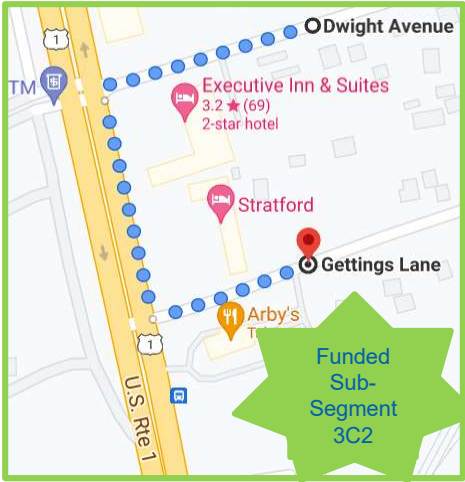 Dwight Avenue
1
TM
Executive Inn & Suites
3.2 ★ (69)
2-star hotel
Stratford
Gettings Lane
Arby's
1
U.S. Rte 1
Funded
Sub-
Segment
3C2